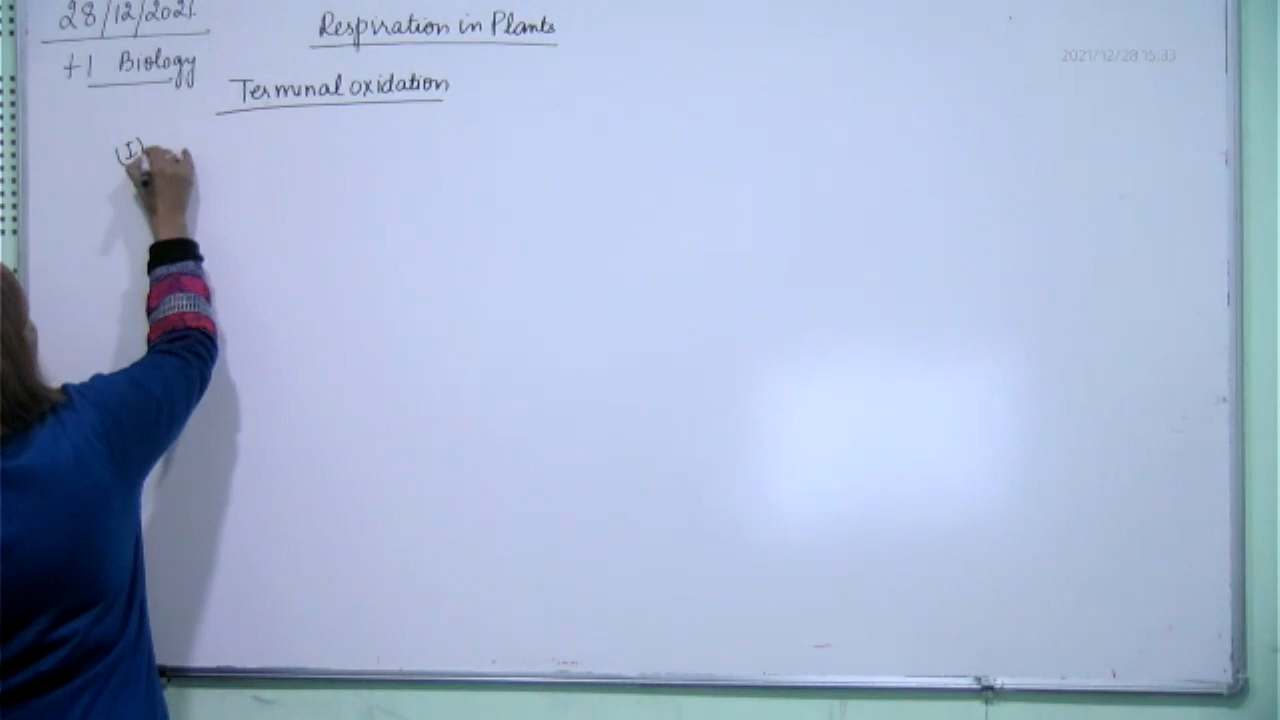 28/12/2021.
Respiration in Plants
2021/12/28 15:33
+1 Biology
Terminal oxidation
(I)